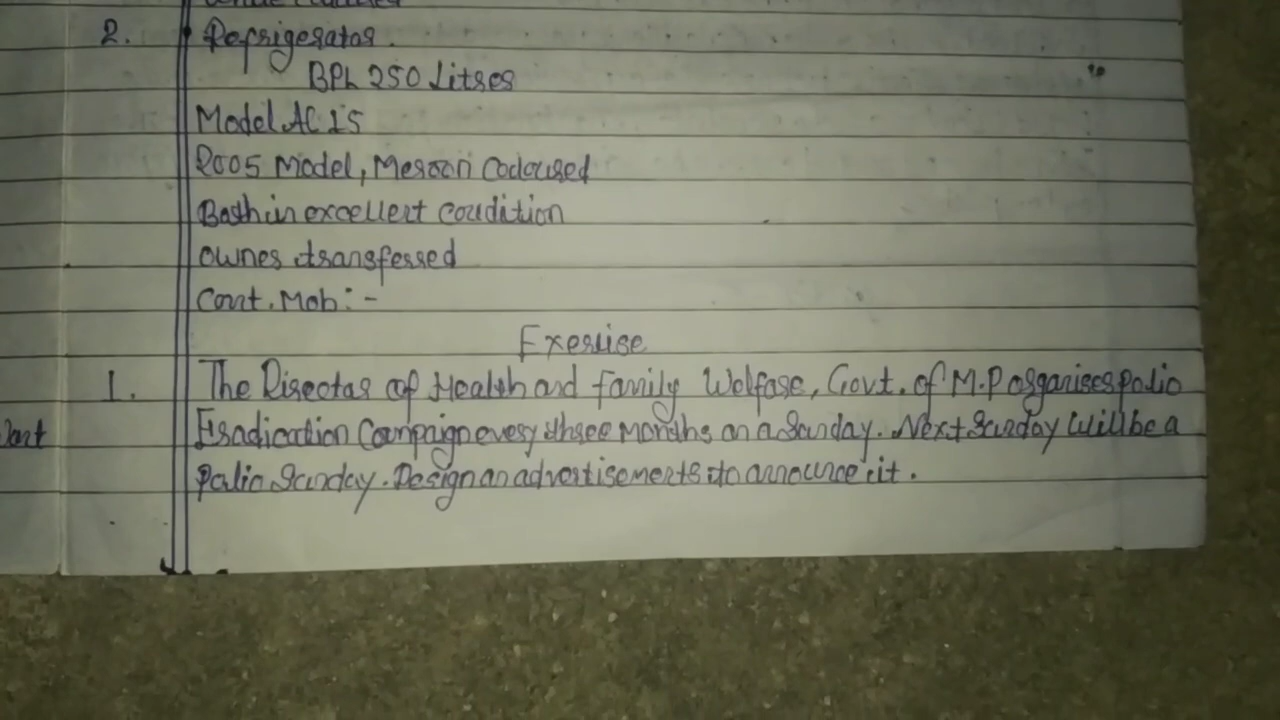 2. Refrigerator.
BPL 250 Litres
Model AC 15
2005 Model, Meroon Coloured
Both in excellent condition
owner transferred
Cont. Mob : -
Exercise
1. The Director of Health and family Welfare, Govt. of M.P organises polio
Eradication Campaign every three months on a Sunday. Next Sunday will be a
polio Sunday. Design an advertisements to announce it.